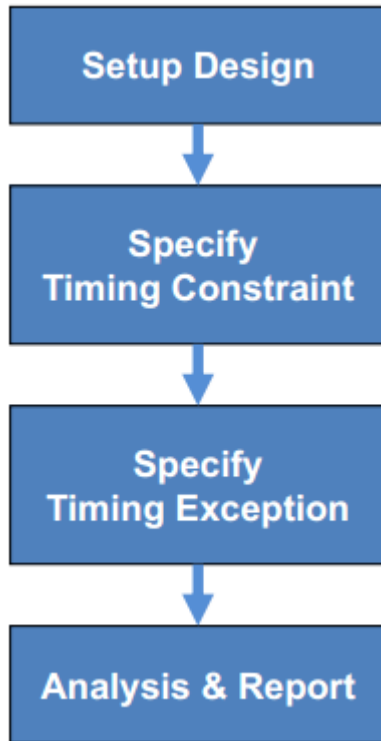 Setup Design
Specify
Timing Constraint
Specify
Timing Exception
Analysis & Report